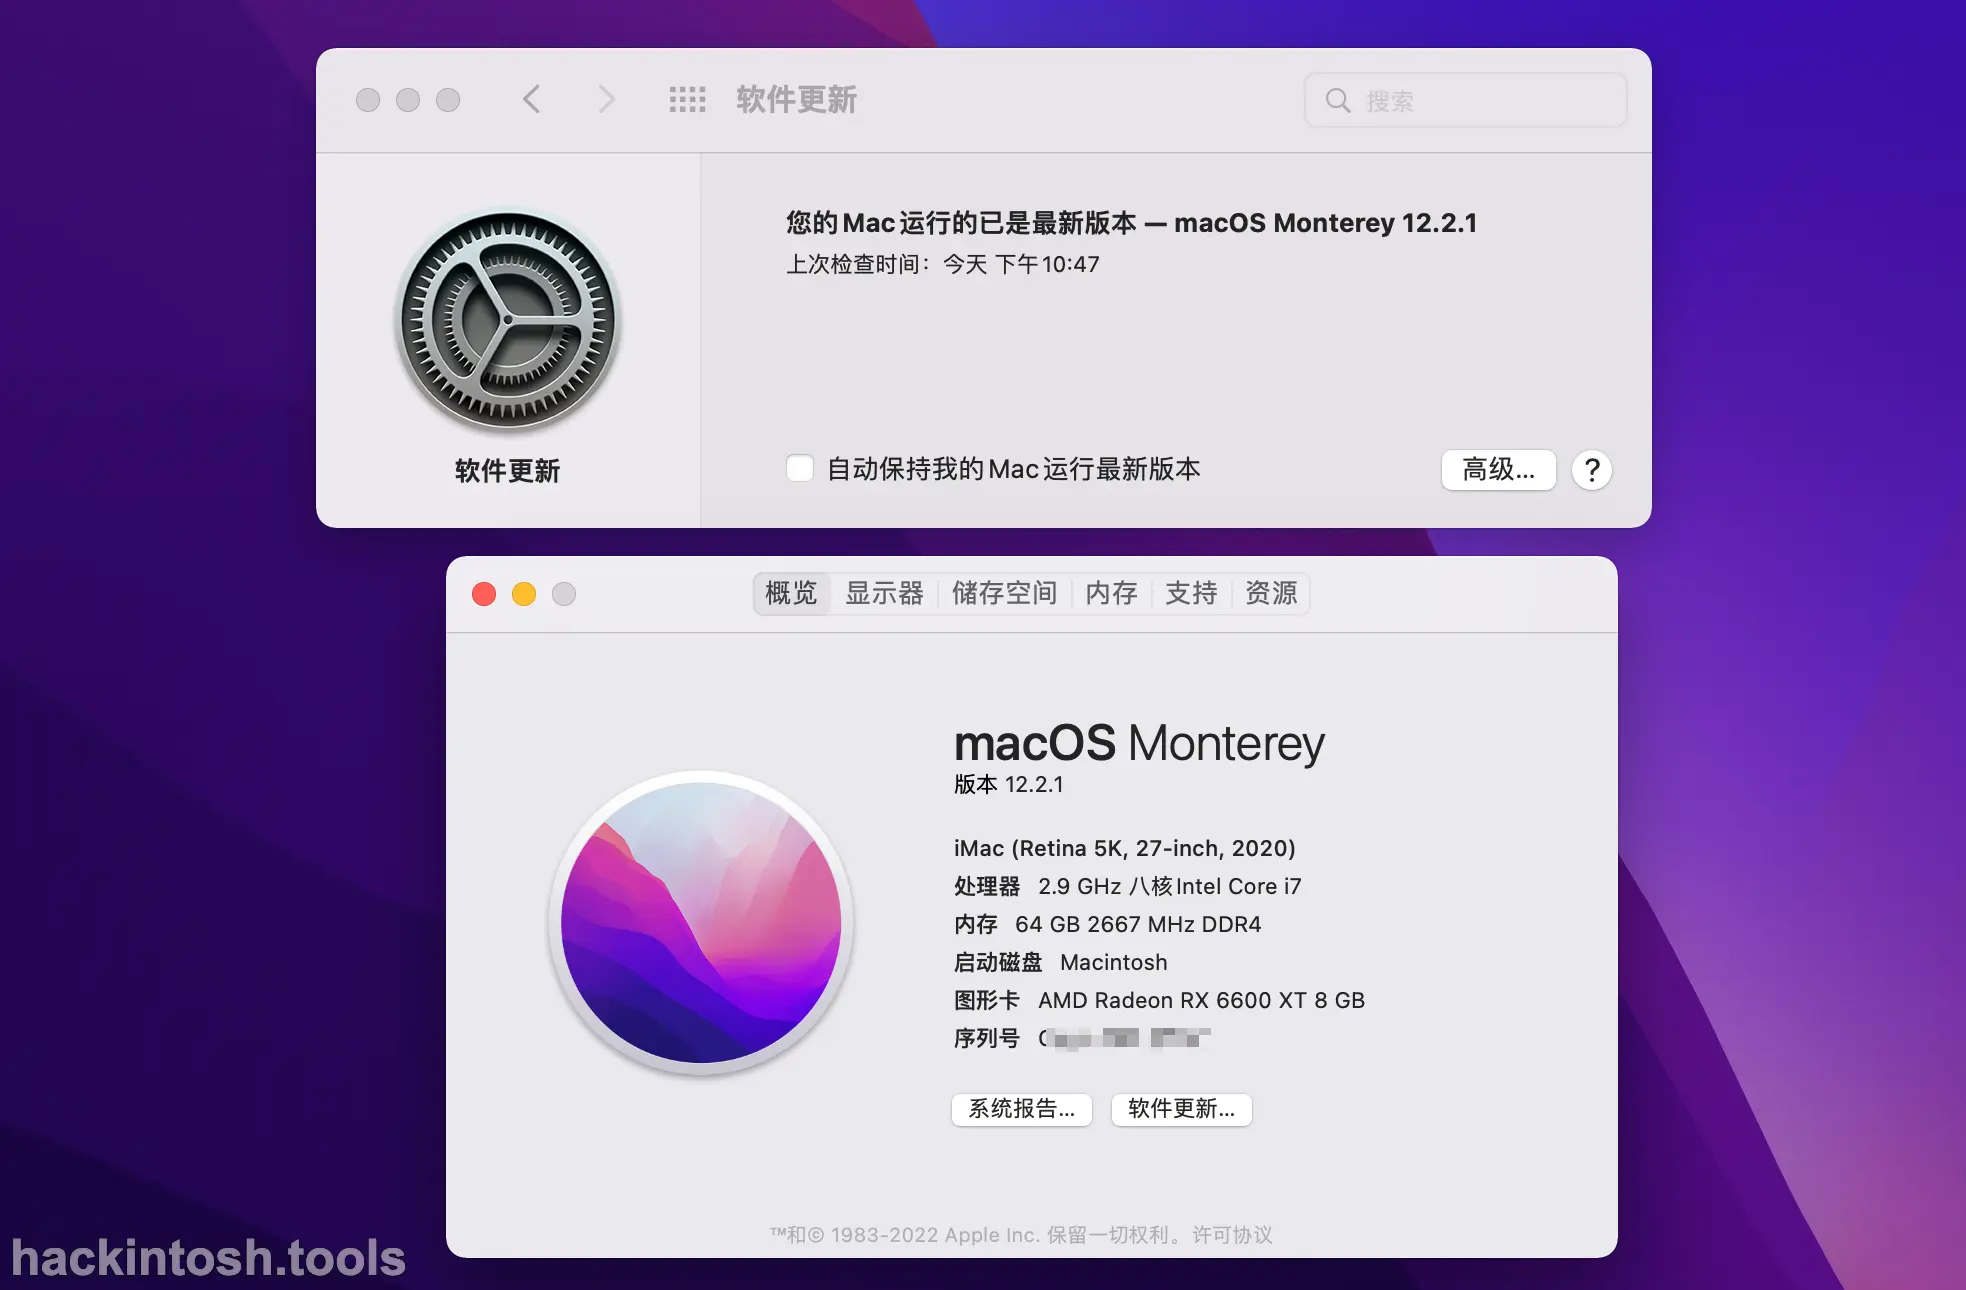 软件更新
搜索
您的Mac运行的已是最新版本 — macOS Monterey 12.2.1
上次检查时间：今天 下午10:47
软件更新
自动保持我的Mac运行最新版本
高级...
?
概览 显示器 储存空间 内存 支持 资源
macOS Monterey
版本 12.2.1
iMac (Retina 5K, 27-inch, 2020)
处理器 2.9 GHz 八核Intel Core i7
内存 64 GB 2667 MHz DDR4
启动磁盘 Macintosh
图形卡 AMD Radeon RX 6600 XT 8 GB
序列号
系统报告... 软件更新...
™和© 1983-2022 Apple Inc. 保留一切权利。许可协议
hackintosh.tools